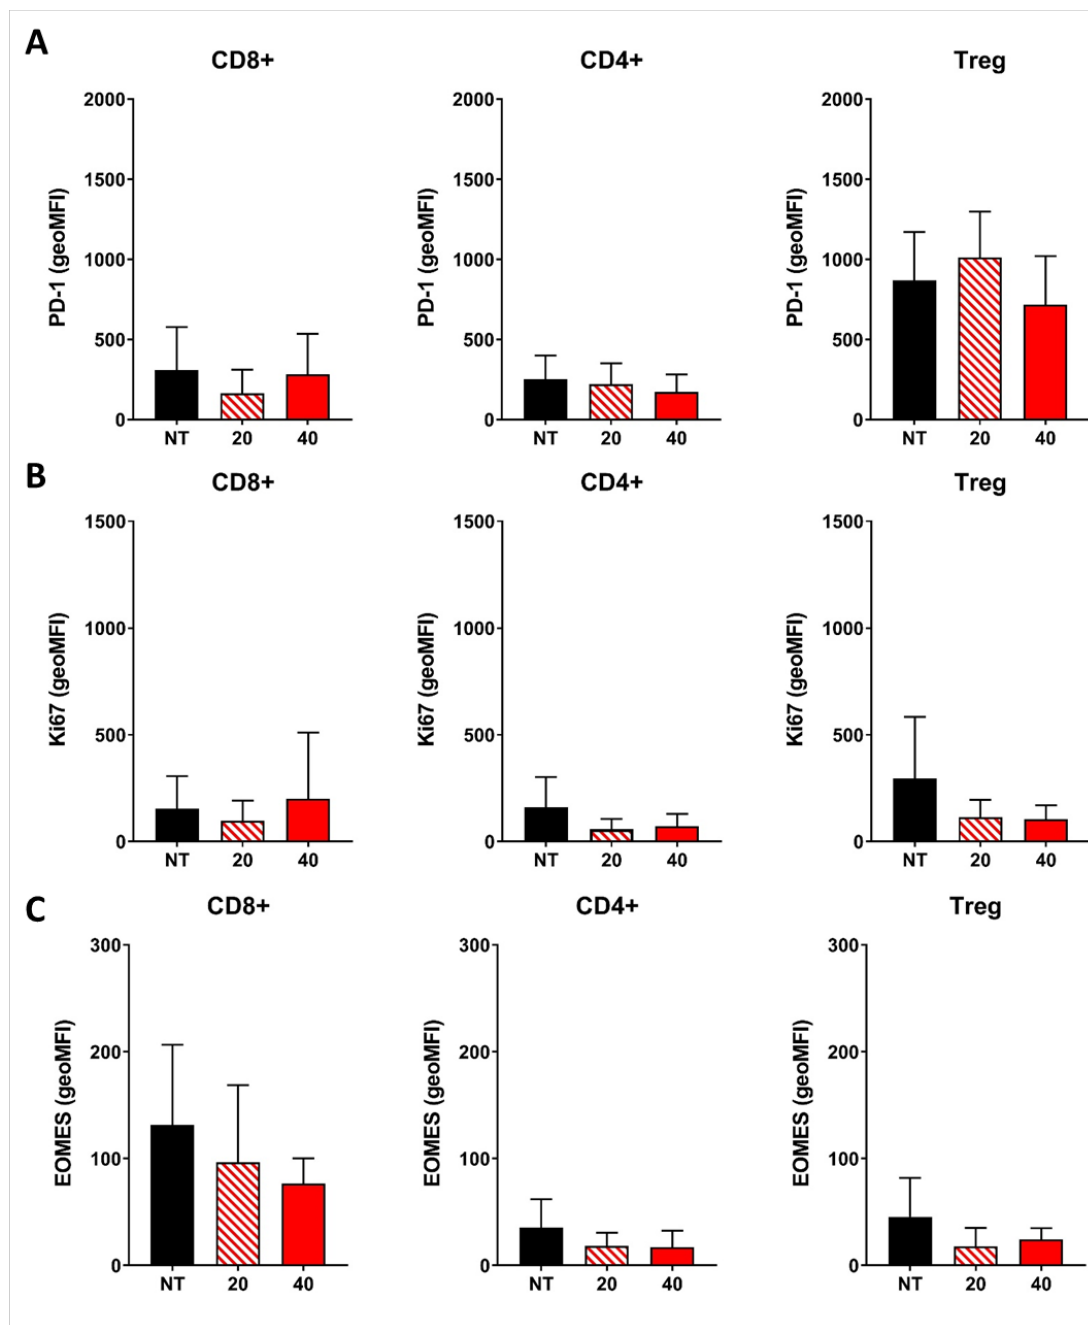 A
CD8+ CD4+ Treg
PD-1 (geoMFI) PD-1 (geoMFI) PD-1 (geoMFI)
2000 2000 2000
1500 1500 1500
1000 1000 1000
500 500 500
0 0 0
NT 20 40 NT 20 40 NT 20 40
B
CD8+ CD4+ Treg
Ki67 (geoMFI) Ki67 (geoMFI) Ki67 (geoMFI)
1500 1500 1500
1000 1000 1000
500 500 500
0 0 0
NT 20 40 NT 20 40 NT 20 40
C
CD8+ CD4+ Treg
EOMES (geoMFI) EOMES (geoMFI) EOMES (geoMFI)
300 300 300
200 200 200
100 100 100
0 0 0
NT 20 40 NT 20 40 NT 20 40